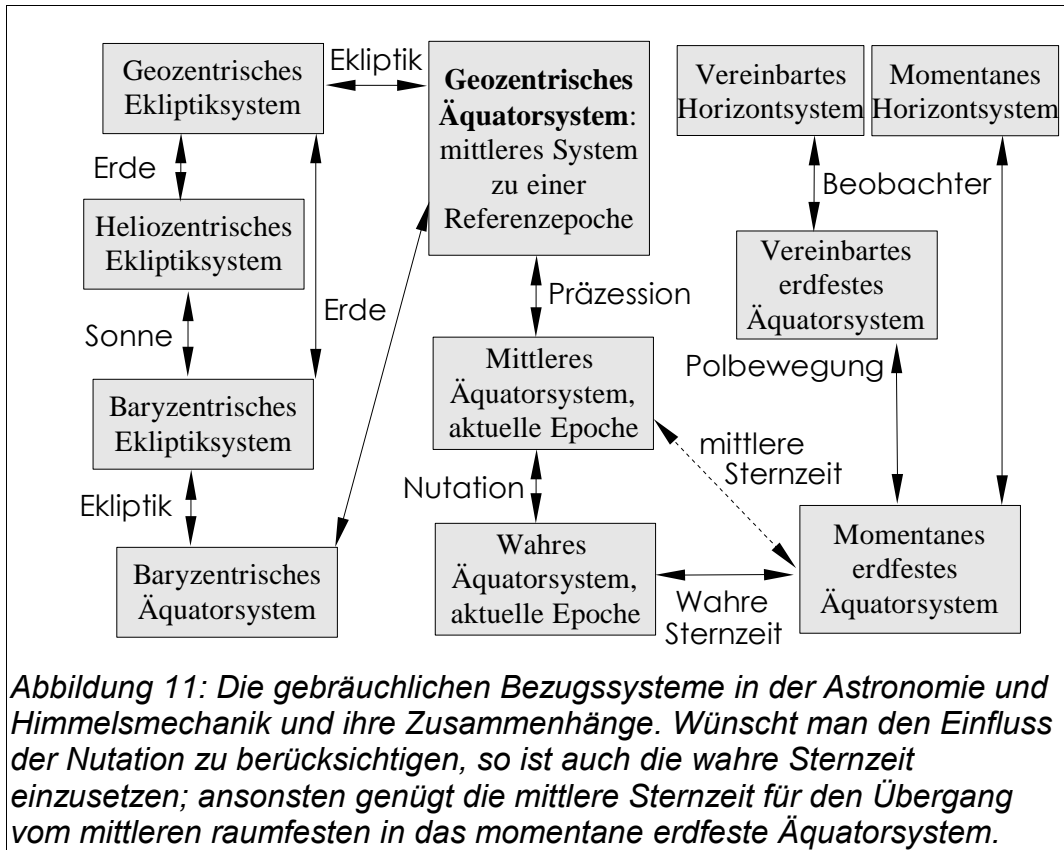 Geozentrisches
Ekliptiksystem
Ekliptik
Geozentrisches
Äquatorsystem:
mittleres System
zu einer
Referenzepoche
Vereinbartes
Horizontsystem
Momentanes
Horizontsystem
Erde
Beobachter
Heliozentrisches
Ekliptiksystem
Vereinbartes
erdfestes
Äquatorsystem
Sonne
Erde
Präzession
Baryzentrisches
Ekliptiksystem
Mittleres
Äquatorsystem,
aktuelle Epoche
Polbewegung
mittlere
Sternzeit
Ekliptik
Nutation
Baryzentrisches
Äquatorsystem
Wahres
Äquatorsystem,
aktuelle Epoche
Wahre
Sternzeit
Momentanes
erdfestes
Äquatorsystem
Abbildung 11: Die gebräuchlichen Bezugssysteme in der Astronomie und
Himmelsmechanik und ihre Zusammenhänge. Wünscht man den Einfluss
der Nutation zu berücksichtigen, so ist auch die wahre Sternzeit
einzusetzen; ansonsten genügt die mittlere Sternzeit für den Übergang
vom mittleren raumfesten in das momentane erdfeste Äquatorsystem.